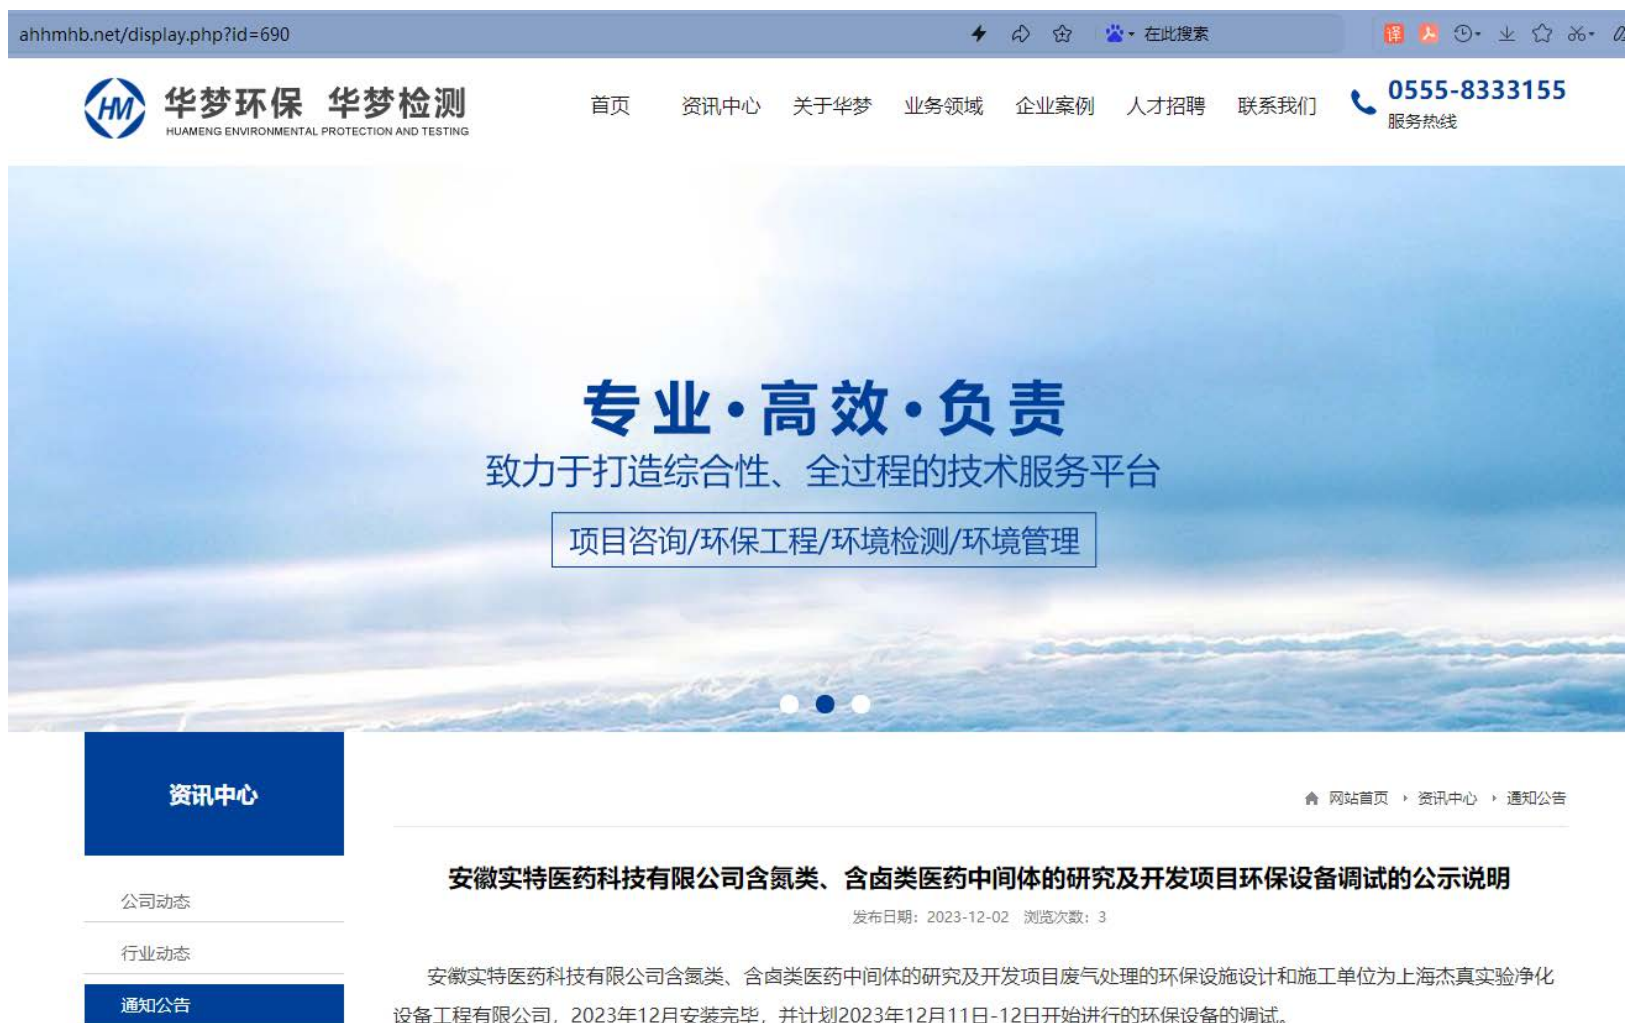 ahhmhb.net/display.php?id=690
在此搜索
译
HM
华梦环保 华梦检测
HUAMENG ENVIRONMENTAL PROTECTION AND TESTING
首页 资讯中心 关于华梦 业务领域 企业案例 人才招聘 联系我们
0555-8333155
服务热线
专业·高效·负责
致力于打造综合性、全过程的技术服务平台
项目咨询/环保工程/环境检测/环境管理
资讯中心
网站首页 › 资讯中心 › 通知公告
安徽实特医药科技有限公司含氮类、含卤类医药中间体的研究及开发项目环保设备调试的公示说明
发布日期：2023-12-02 浏览次数：3
公司动态
行业动态
通知公告
安徽实特医药科技有限公司含氮类、含卤类医药中间体的研究及开发项目废气处理的环保设施设计和施工单位为上海杰真实验净化
设备工程有限公司，2023年12月安装完毕，并计划2023年12月11日-12日开始进行的环保设备的调试。